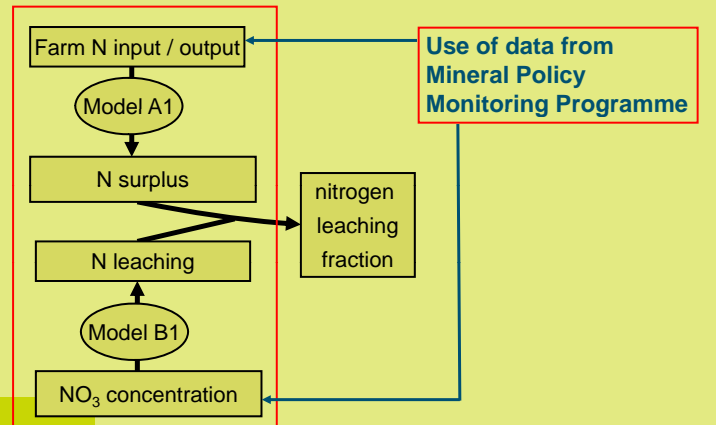 Farm N input / output
Model A1
N surplus
N leaching
Model B1
NO₃ concentration
nitrogen
leaching
fraction
Use of data from
Mineral Policy
Monitoring Programme